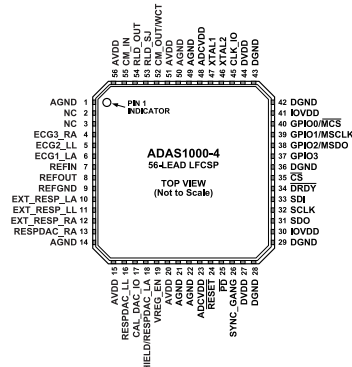 56 AVDD
55 CM_IN
54 RLD_OUT
53 RLD_SJ
52 CM_OUT/WCT
51 AVDD
50 AGND
49 AGND
48 ADCVDD
47 XTAL1
46 XTAL2
45 CLK_IO
44 DVDD
43 DGND
AGND 1
NC 2
NC 3
ECG3_RA 4
ECG2_LL 5
ECG1_LA 6
REFIN 7
REFOUT 8
REFGND 9
EXT_RESP_LA 10
EXT_RESP_LL 11
EXT_RESP_RA 12
RESPDAC_RA 13
AGND 14
PIN 1
INDICATOR
ADAS1000-4
56-LEAD LFCSP
TOP VIEW
(Not to Scale)
42 DGND
41 IOVDD
40 GPIO0/MCS
39 GPIO1/MSCLK
38 GPIO2/MSDO
37 GPIO3
36 DGND
35 CS
34 DRDY
33 SDI
32 SCLK
31 SDO
30 IOVDD
29 DGND
AVDD 15
RESPDAC_LL 16
CAL_DAC_IO 17
IIELD/RESPDAC_LA 18
VREG_EN 19
AVDD 20
AGND 21
AGND 22
ADCVDD 23
RESET 24
PD 25
SYNC_GANG 26
DVDD 27
DGND 28